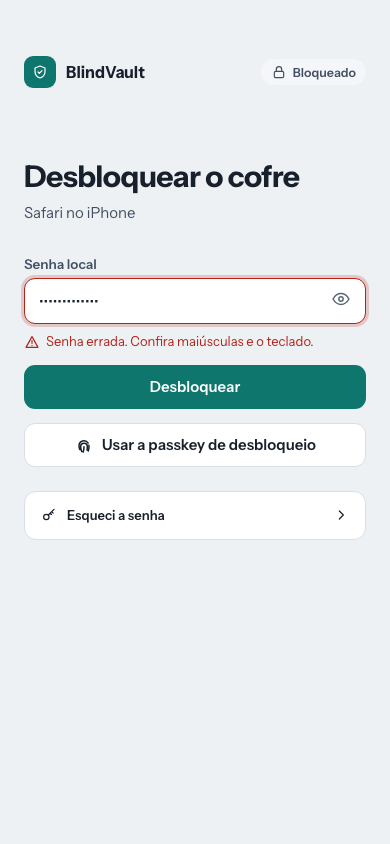 BlindVault
Bloqueado
Desbloquear o cofre
Safari no iPhone
Senha local
•••••••••••••
Senha errada. Confira maiúsculas e o teclado.
Desbloquear
Usar a passkey de desbloqueio
Esqueci a senha